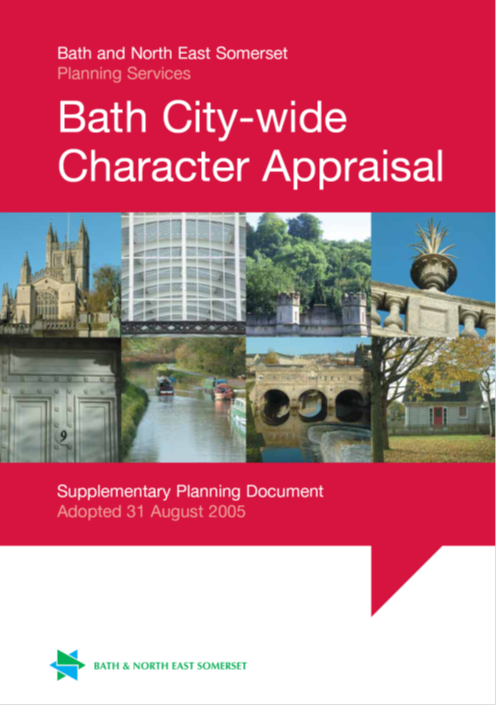 Bath and North East Somerset
Planning Services
Bath City-wide
Character Appraisal
9
Supplementary Planning Document
Adopted 31 August 2005
BATH & NORTH EAST SOMERSET